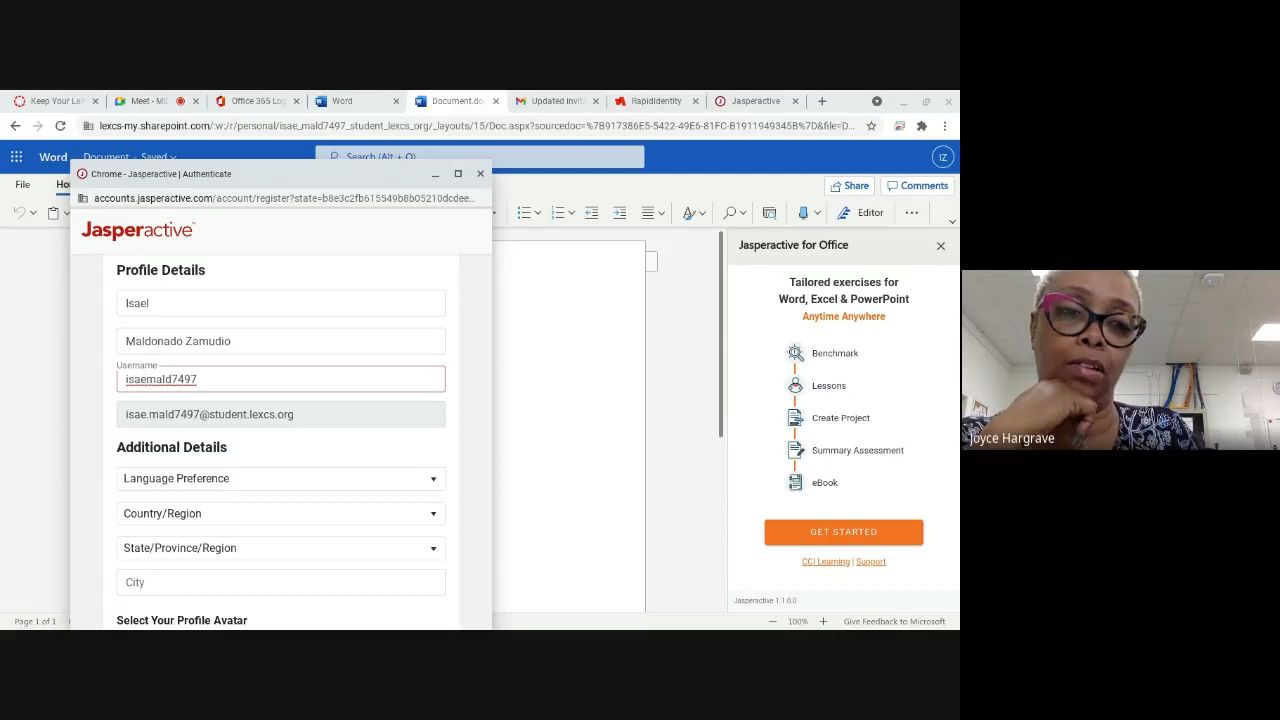 Keep Your Lar
Meet - MS
Office 365 Log
Word
Document.do
Updated invit
RapidIdentity
Jasperactive
lexcs-my.sharepoint.com/:w:/r/personal/isae_mald7497_student_lexcs_org/_layouts/15/Doc.aspx?sourcedoc=%7B917386E5-5422-49E6-81FC-B1911949345B%7D&file=D...
Word
Document - Saved
Search (Alt + Q)
IZ
Chrome - Jasperactive | Authenticate
File
Ho
Share
Comments
accounts.jasperactive.com/account/register?state=b8e3c2fb615549b8b05210dcdee...
Editor
Jasperactive
Jasperactive for Office
Profile Details
Isael
Maldonado Zamudio
Username
isaemald7497
isae.mald7497@student.lexcs.org
Additional Details
Language Preference
Country/Region
State/Province/Region
City
Select Your Profile Avatar
Tailored exercises for
Word, Excel & PowerPoint
Anytime Anywhere
Benchmark
Lessons
Create Project
Summary Assessment
eBook
GET STARTED
CCI Learning | Support
Jasperactive 1.1.0.0
Page 1 of 1
100%
Give Feedback to Microsoft
Joyce Hargrave